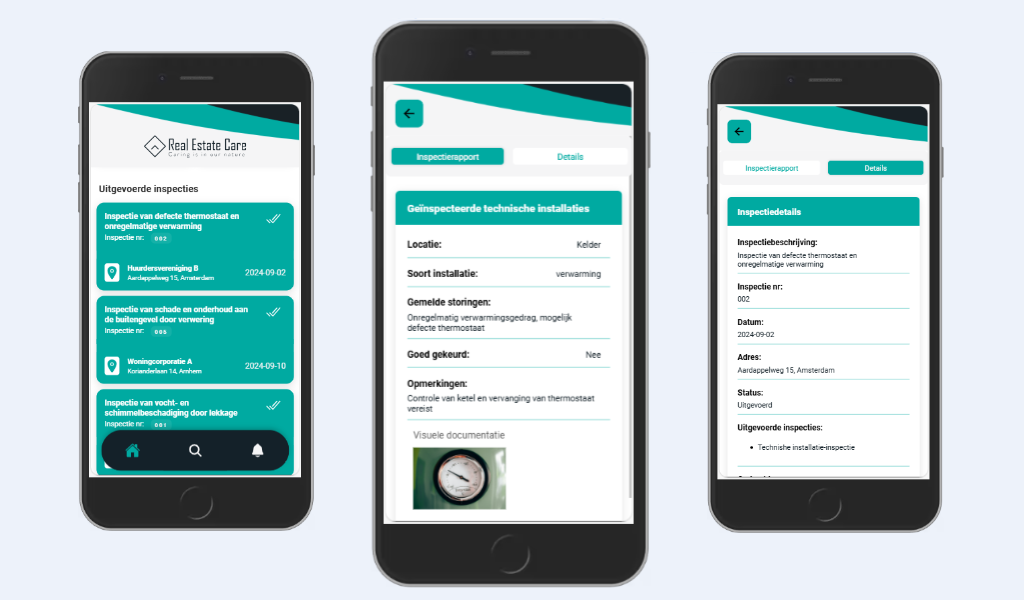 Real Estate Care
Caring is in our nature
Uitgevoerde inspecties
Inspectie van defecte thermostaat en
onregelmatige verwarming
Inspectie nr: 002
Huurdersvereniging B
Aardappelweg 15, Amsterdam
2024-09-02
Inspectie van schade en onderhoud aan
de buitengevel door verwering
Inspectie nr: 005
Woningcorporatie A
Korianderlaan 14, Arnhem
2024-09-10
Inspectie van vocht- en
schimmelbeschadiging door lekkage
Inspectie nr: 001
Inspectierapport Details
Geïnspecteerde technische installaties
Locatie: Kelder
Soort installatie: verwarming
Gemelde storingen:
Onregelmatig verwarmingsgedrag, mogelijk
defecte thermostaat
Goed gekeurd: Nee
Opmerkingen:
Controle van ketel en vervanging van thermostaat
vereist
Visuele documentatie
Inspectierapport Details
Inspectiedetails
Inspectiebeschrijving:
Inspectie van defecte thermostaat en
onregelmatige verwarming
Inspectie nr:
002
Datum:
2024-09-02
Adres:
Aardappelweg 15, Amsterdam
Status:
Uitgevoerd
Uitgevoerde inspecties:
• Technishe installatie-inspectie